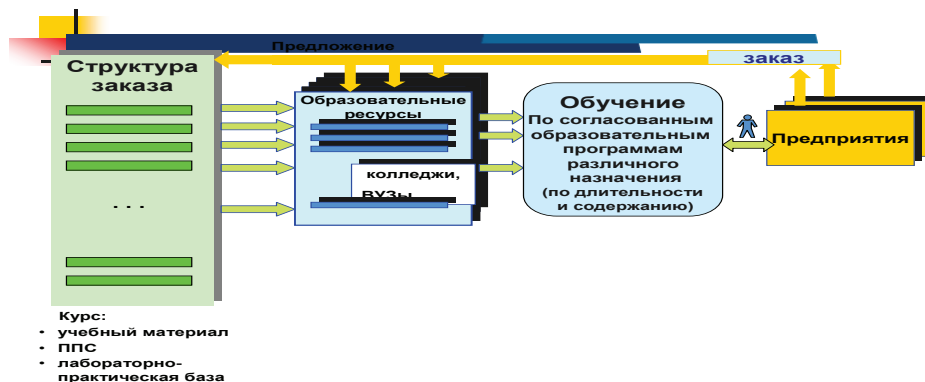 Предложение
заказ
Структура
заказа
. . .
Образовательные
ресурсы
колледжи,
ВУЗы
Обучение
По согласованным
образовательным
программам
различного
назначения
(по длительности
и содержанию)
Предприятия
Курс:
• учебный материал
• ППС
• лабораторно-
практическая база